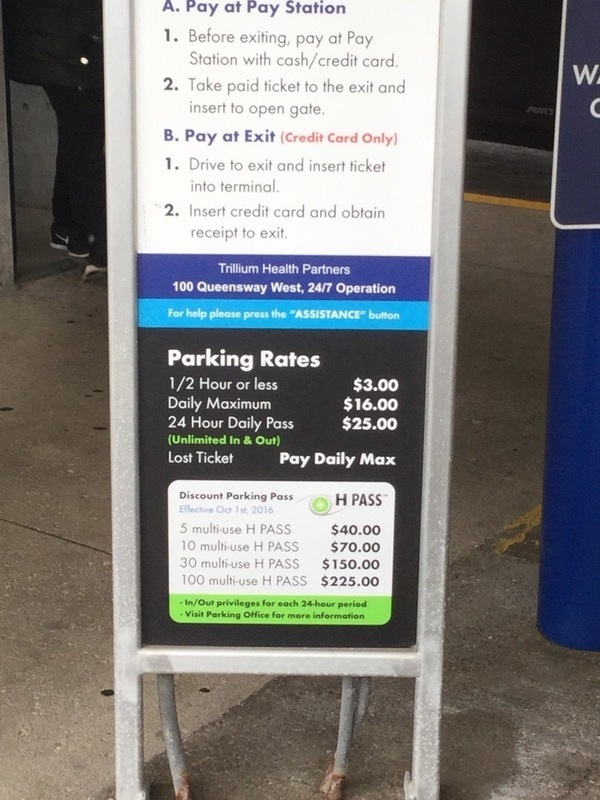 A. Pay at Pay Station
1. Before exiting, pay at Pay
Station with cash/credit card.
2. Take paid ticket to the exit and
insert to open gate.
B. Pay at Exit (Credit Card Only)
1. Drive to exit and insert ticket
into terminal.
2. Insert credit card and obtain
receipt to exit.
Trillium Health Partners
100 Queensway West, 24/7 Operation
For help please press the "ASSISTANCE" button
Parking Rates
1/2 Hour or less $3.00
Daily Maximum $16.00
24 Hour Daily Pass $25.00
(Unlimited In & Out)
Lost Ticket Pay Daily Max
Discount Parking Pass
Effective Oct 1st, 2016
H PASS™
5 multi-use H PASS $40.00
10 multi-use H PASS $70.00
30 multi-use H PASS $150.00
100 multi-use H PASS $225.00
- In/Out privileges for each 24-hour period
- Visit Parking Office for more information